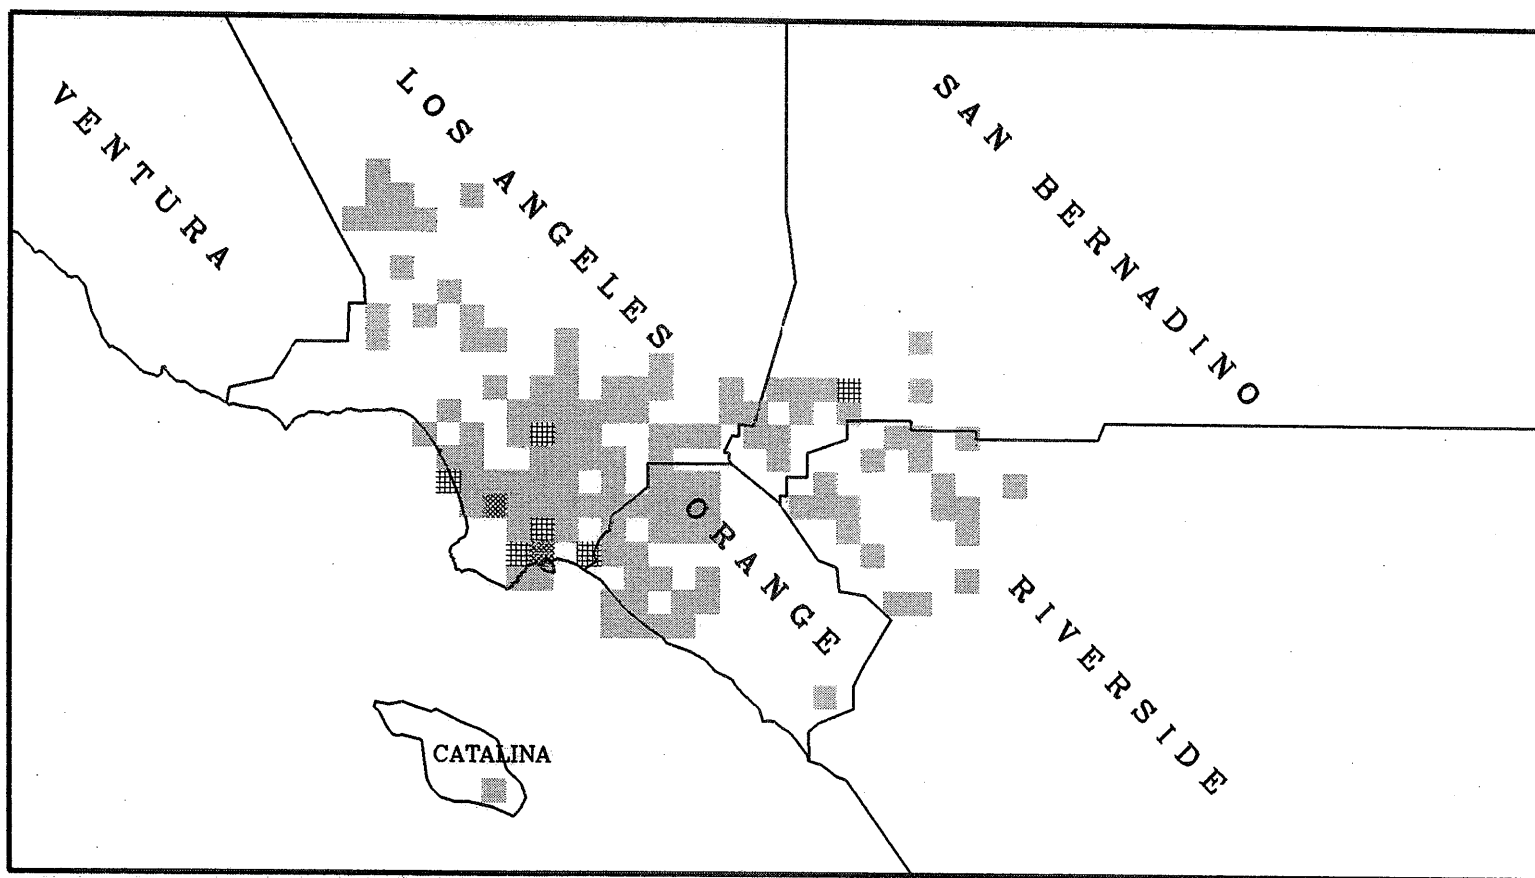 VENTURA
LOS ANGELES
SAN BERNADINO
ORANGE
RIVERSIDE
CATALINA